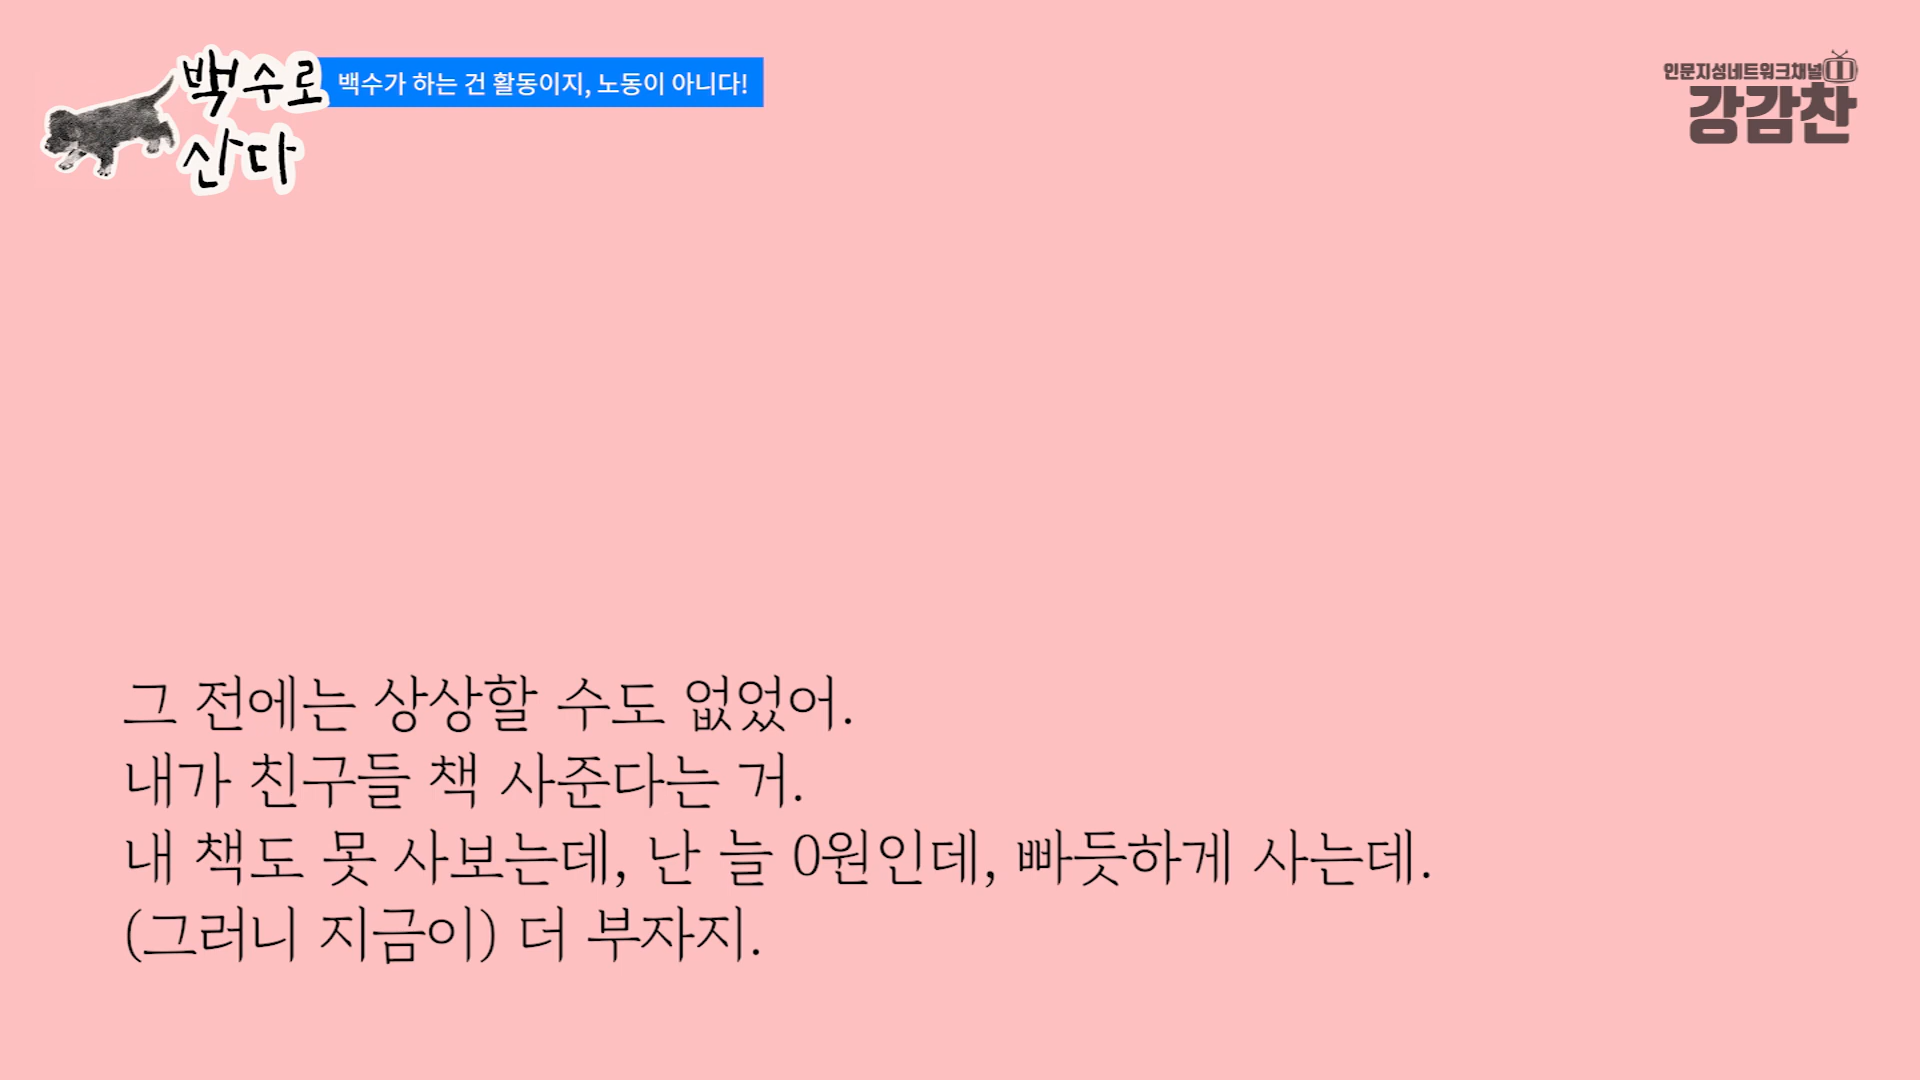 백수로
산다
백수가 하는 건 활동이지, 노동이 아니다!
인문지성네트워크채널
강감찬
그 전에는 상상할 수도 없었어.
내가 친구들 책 사준다는 거.
내 책도 못 사보는데, 난 늘 0원인데, 빠듯하게 사는데.
(그러니 지금이) 더 부자지.